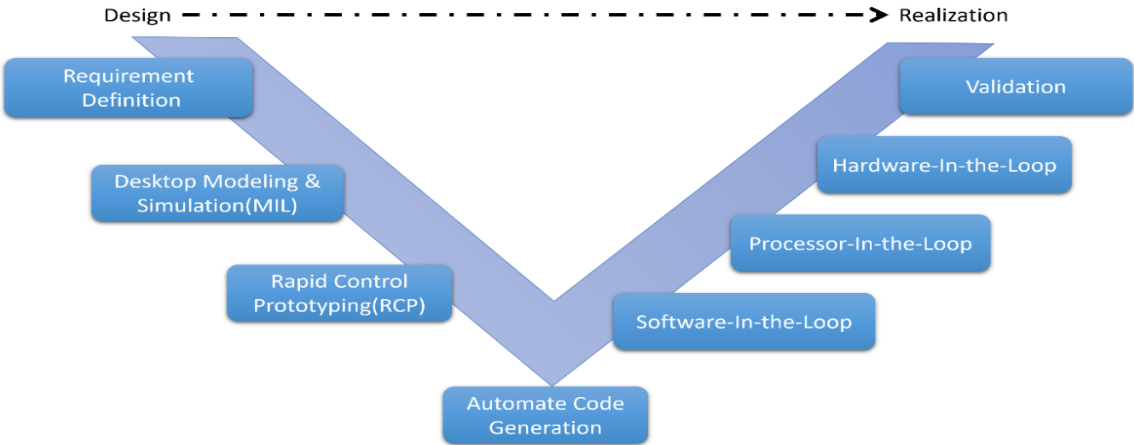 Design
Realization
Requirement
Definition
Desktop Modeling &
Simulation(MIL)
Rapid Control
Prototyping(RCP)
Automate Code
Generation
Software-In-the-Loop
Processor-In-the-Loop
Hardware-In-the-Loop
Validation